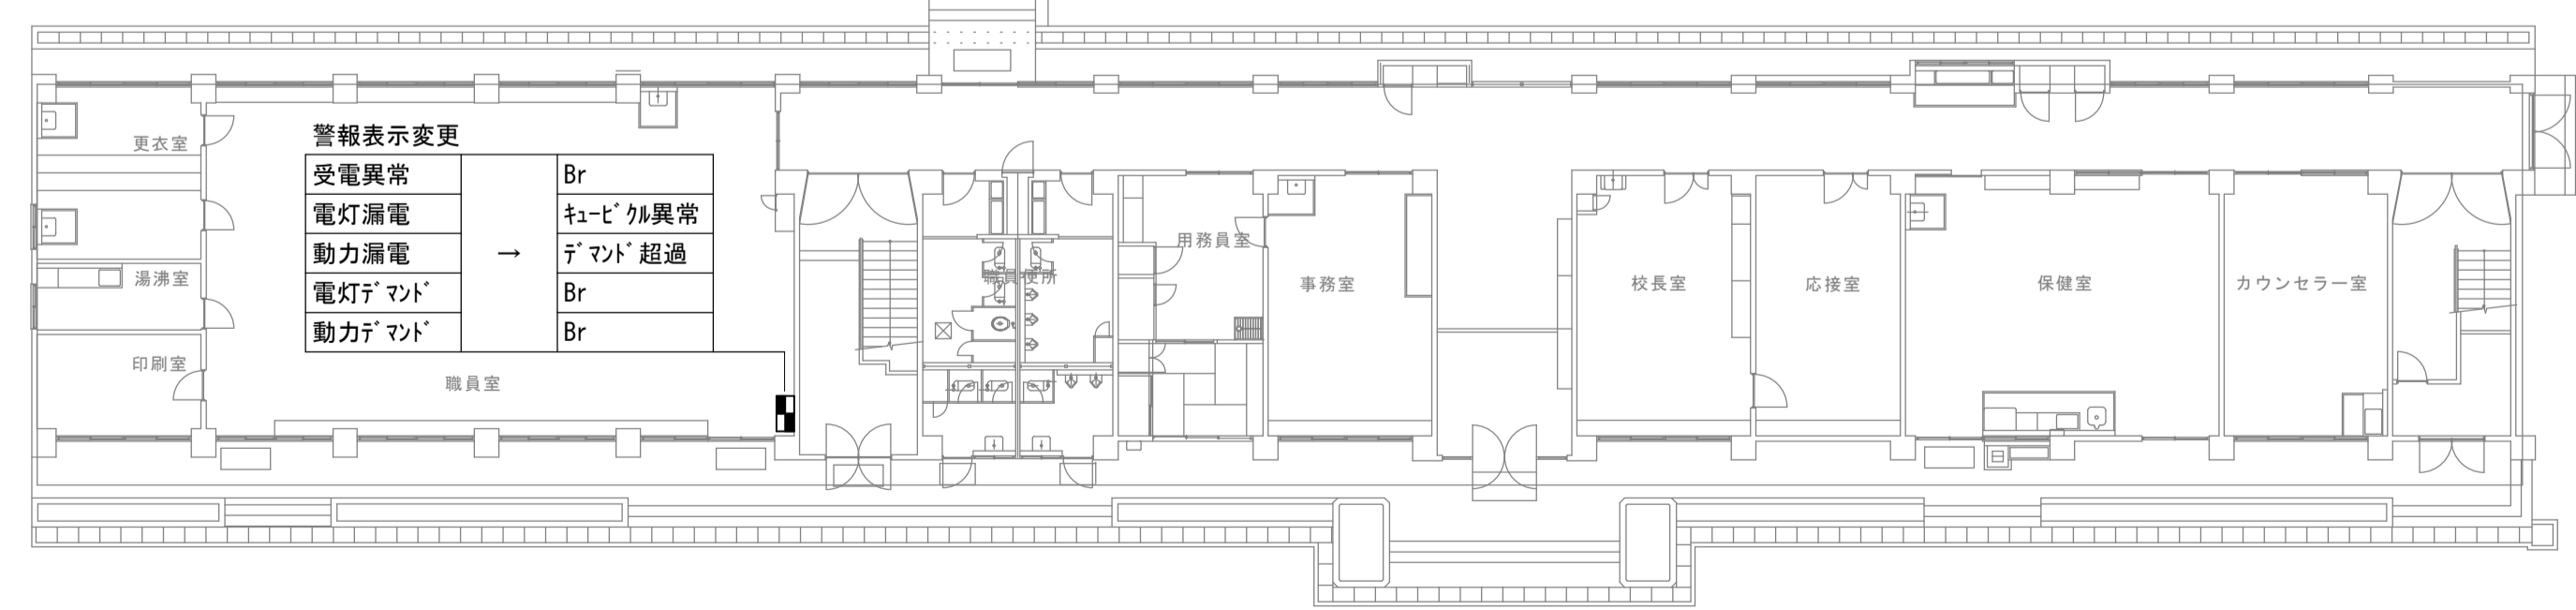 警報表示変更
受電異常 Br
電灯漏電 ｷｭｰﾋﾞｸﾙ異常
動力漏電 → ﾃﾞﾏﾝﾄﾞ超過
電灯ﾃﾞﾏﾝﾄﾞ Br
動力ﾃﾞﾏﾝﾄﾞ Br
更衣室
湯沸室
印刷室
職員室
職員便所
用務員室
事務室
校長室
応接室
保健室
カウンセラー室